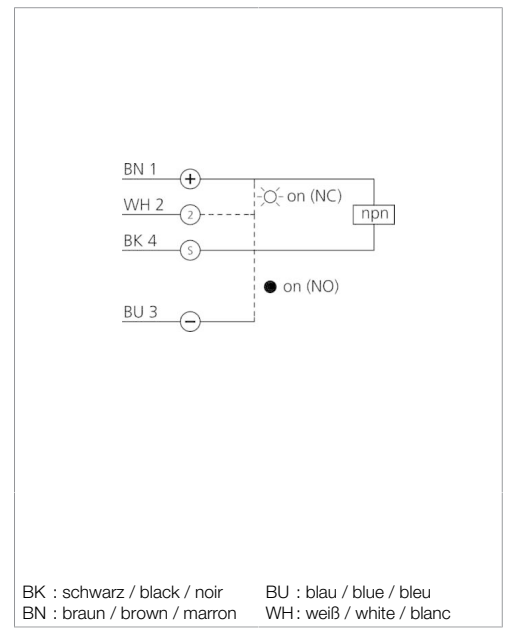 BN 1
+
on (NC)
WH 2
2
npn
BK 4
S
on (NO)
BU 3
−
BK : schwarz / black / noir
BU : blau / blue / bleu
BN : braun / brown / marron
WH : weiß / white / blanc